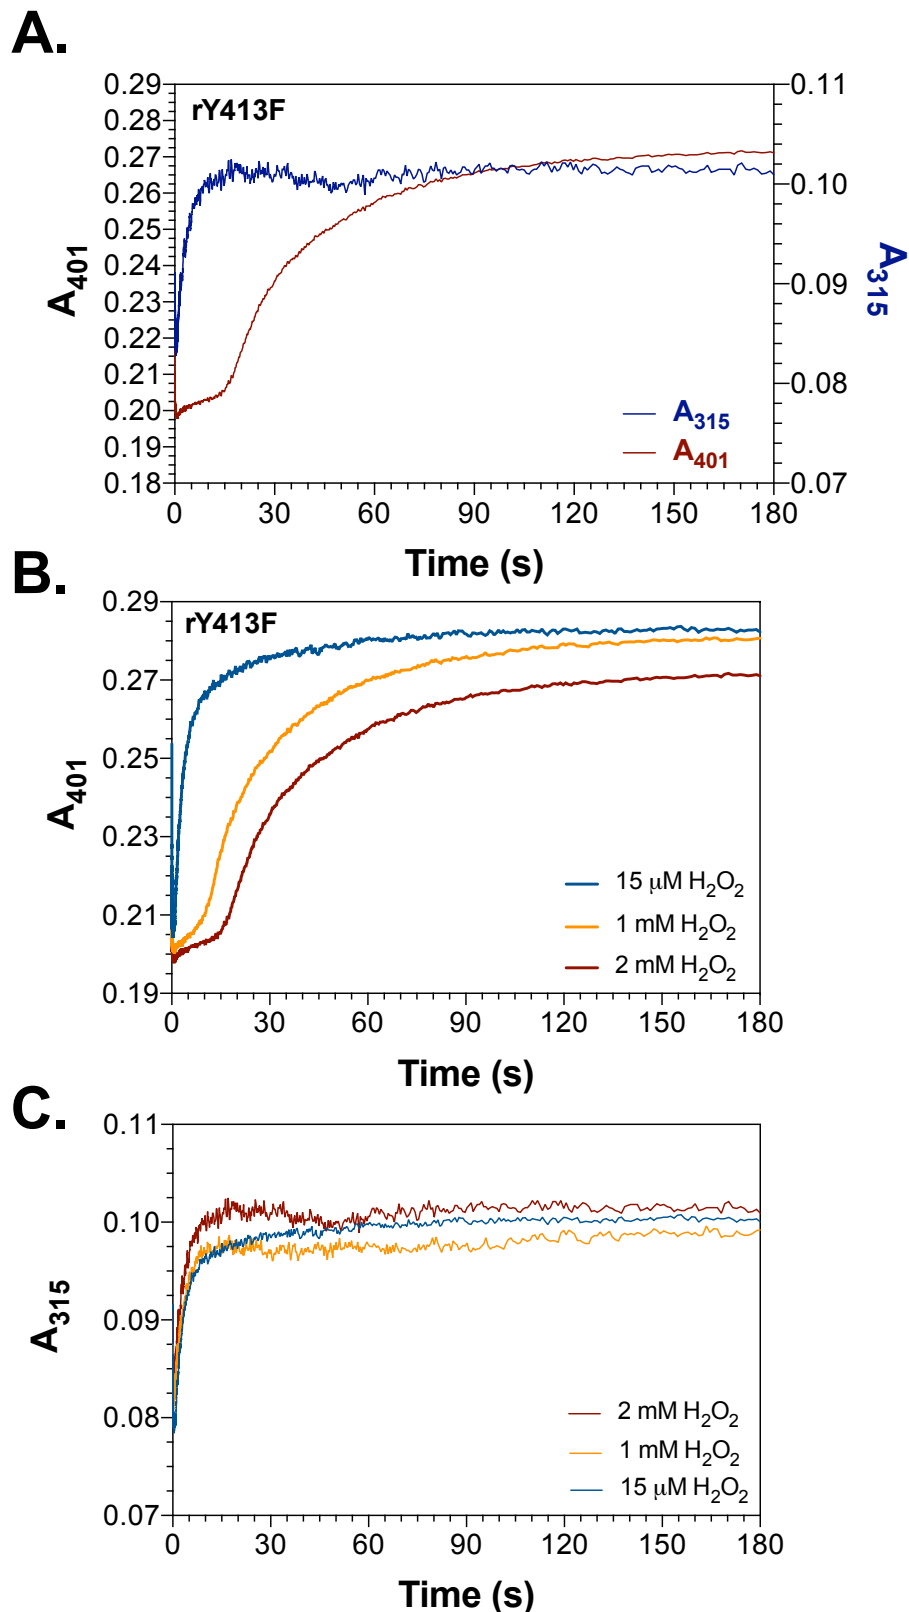 A.
rY413F
0.29
0.28
0.27
0.26
0.25
0.24
0.23
0.22
0.21
0.20
0.19
0.18
A401
0.11
0.10
0.09
0.08
0.07
A315
A315
A401
0 30 60 90 120 150 180
Time (s)
B.
rY413F
0.29
0.27
0.25
0.23
0.21
0.19
A401
15 μM H2O2
1 mM H2O2
2 mM H2O2
0 30 60 90 120 150 180
Time (s)
C.
0.11
0.10
0.09
0.08
0.07
A315
2 mM H2O2
1 mM H2O2
15 μM H2O2
0 30 60 90 120 150 180
Time (s)